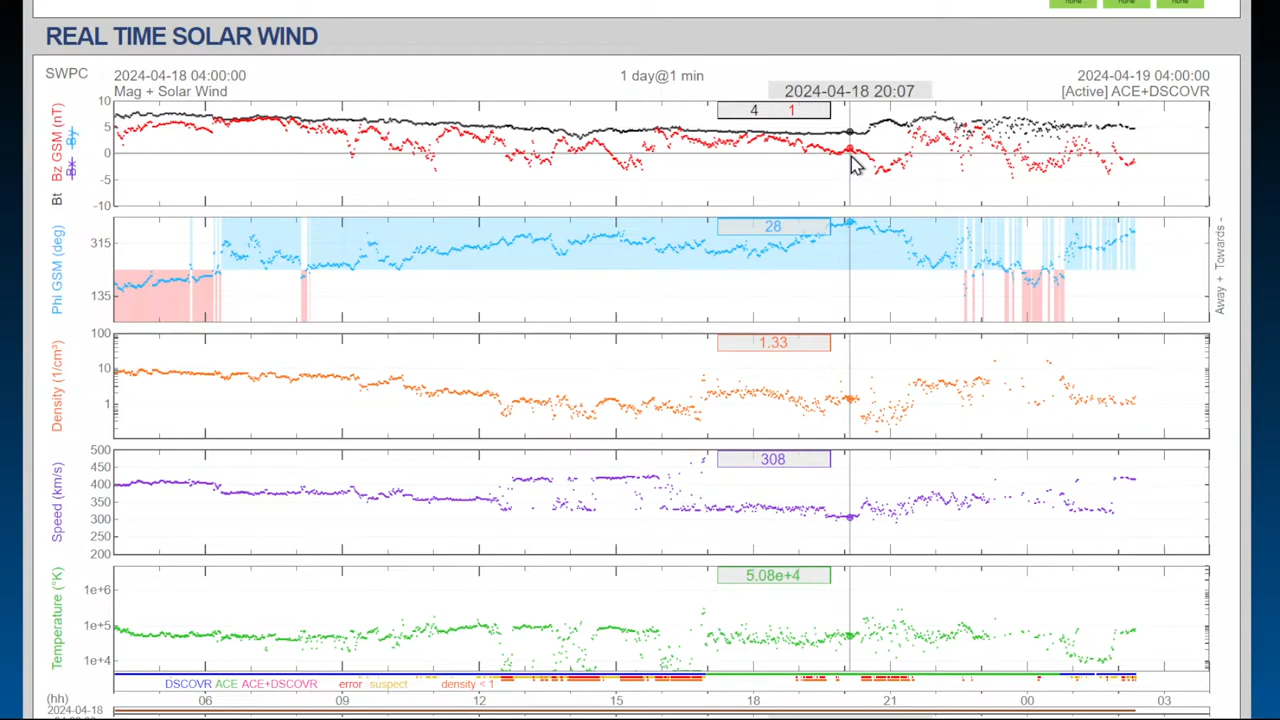 none none none
REAL TIME SOLAR WIND
SWPC 2024-04-18 04:00:00 1 day@1 min 2024-04-19 04:00:00
Mag + Solar Wind 2024-04-18 20:07 [Active] ACE+DSCOVR
Bt Bz GSM (nT)
Bx By
10
5
0
-5
-10
4 1
Phi GSM (deg)
315
135
28
Away + Towards -
Density (1/cm³)
100
10
1
1.33
Speed (km/s)
500
450
400
350
300
250
200
308
Temperature (°K)
1e+6
1e+5
1e+4
5.08e+4
DSCOVR ACE ACE+DSCOVR error suspect density < 1
(hh) 06 09 12 15 18 21 00 03
2024-04-18